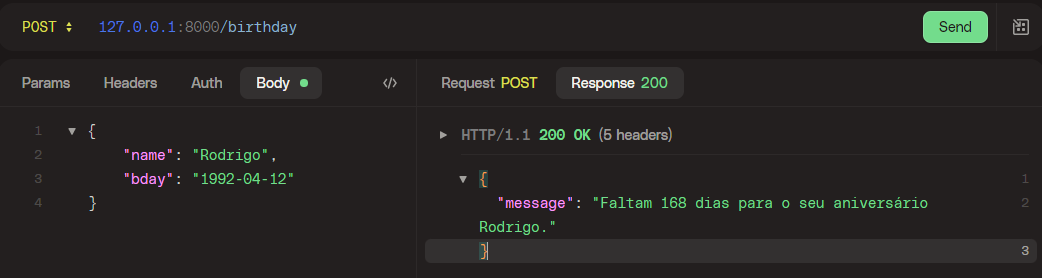 POST 127.0.0.1:8000/birthday Send
Params Headers Auth Body
Request POST Response 200
1 {
2 "name": "Rodrigo",
3 "bday": "1992-04-12"
4 }
HTTP/1.1 200 OK (5 headers)
{ 1
"message": "Faltam 168 dias para o seu aniversário 2
Rodrigo."
} 3